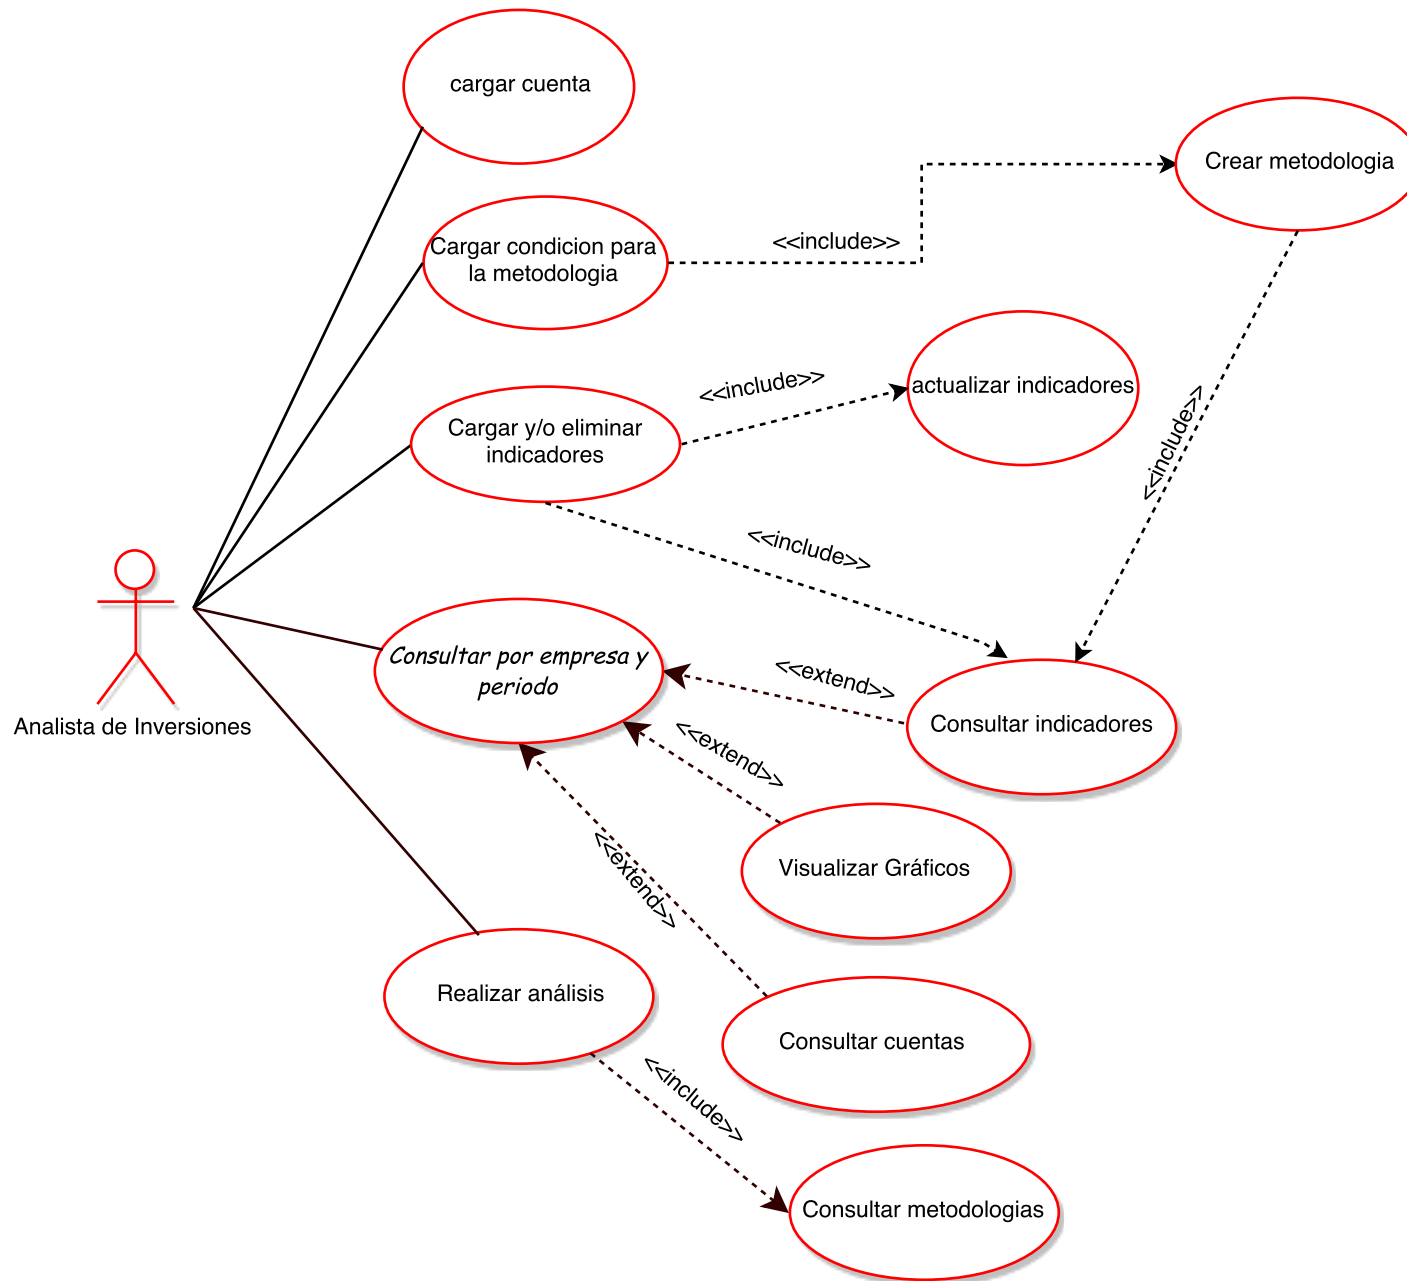 cargar cuenta
Crear metodologia
Cargar condicion para
la metodologia
<<include>>
actualizar indicadores
<<include>>
Cargar y/o eliminar
indicadores
<<include>>
<<include>>
Consultar por empresa y
periodo
<<extend>>
Consultar indicadores
Analista de Inversiones
<<extend>>
Visualizar Gráficos
<<extend>>
Realizar análisis
Consultar cuentas
<<include>>
Consultar metodologias